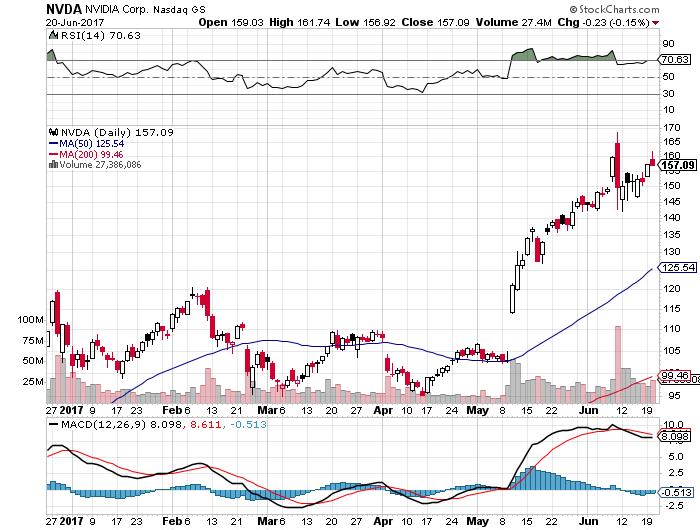 NVDA NVIDIA Corp. Nasdaq GS © StockCharts.com
20-Jun-2017 Open 159.03 High 161.74 Low 156.92 Close 157.09 Volume 27.4M Chg -0.23 (-0.15%)
RSI(14) 70.63
90
70.63
50
30
10
NVDA (Daily) 157.09
MA(50) 125.54
MA(200) 99.46
Volume 27,386,086
170
165
160
157.09
150
145
140
135
130
125.54
120
115
110
105
100M
75M
50M
25M
99.46
95
27 2017 9 17 23 Feb 6 13 21 Mar 6 13 20 27 Apr 10 17 24 May 8 15 22 Jun 12 19
MACD(12,26,9) 8.098, 8.611, -0.513
10.0
8.098
5.0
2.5
-0.513
-2.5
27 2017 9 17 23 Feb 6 13 21 Mar 6 13 20 27 Apr 10 17 24 May 8 15 22 Jun 12 19